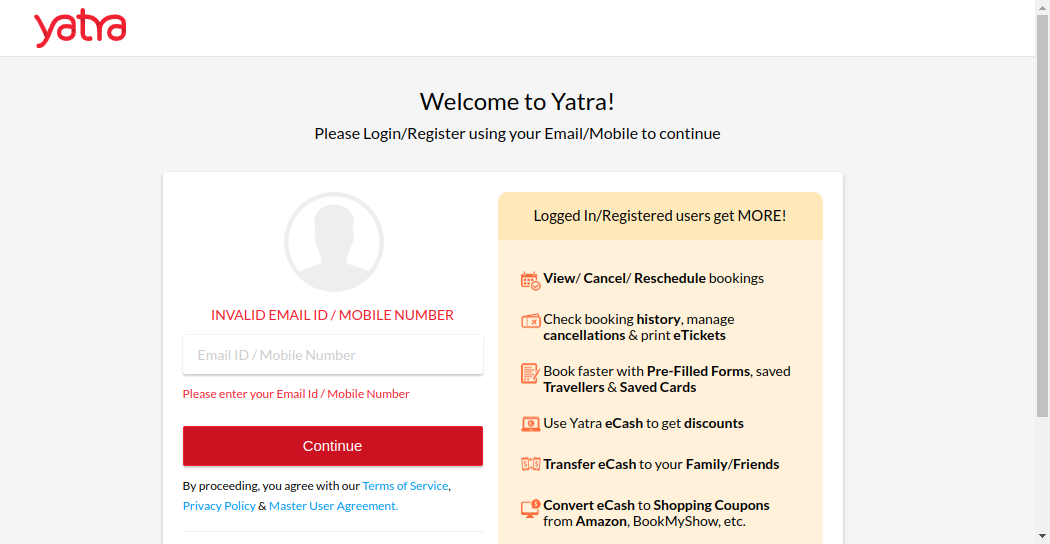 yatra
Welcome to Yatra!
Please Login/Register using your Email/Mobile to continue
INVALID EMAIL ID / MOBILE NUMBER
Email ID / Mobile Number
Please enter your Email Id / Mobile Number
Continue
By proceeding, you agree with our Terms of Service,
Privacy Policy & Master User Agreement.
Logged In/Registered users get MORE!
View/ Cancel/ Reschedule bookings
Check booking history, manage
cancellations & print eTickets
Book faster with Pre-Filled Forms, saved
Travellers & Saved Cards
Use Yatra eCash to get discounts
Transfer eCash to your Family/Friends
Convert eCash to Shopping Coupons
from Amazon, BookMyShow, etc.